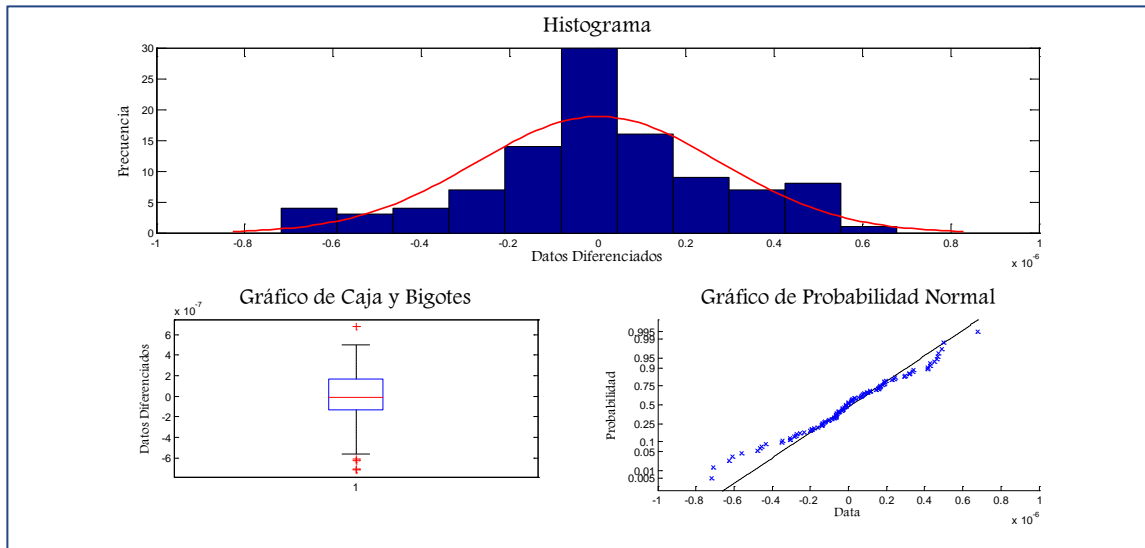 Histograma
Frecuencia
30
25
20
15
10
5
0
-1 -0.8 -0.6 -0.4 -0.2 0 0.2 0.4 0.6 0.8 1
Datos Diferenciados
x 10^-6
Gráfico de Caja y Bigotes
x 10^-7
Datos Diferenciados
6
4
2
0
-2
-4
-6
1
Gráfico de Probabilidad Normal
Probabilidad
0.995
0.99
0.95
0.9
0.75
0.5
0.25
0.1
0.05
0.01
0.005
-1 -0.8 -0.6 -0.4 -0.2 0 0.2 0.4 0.6 0.8 1
Data
x 10^-6